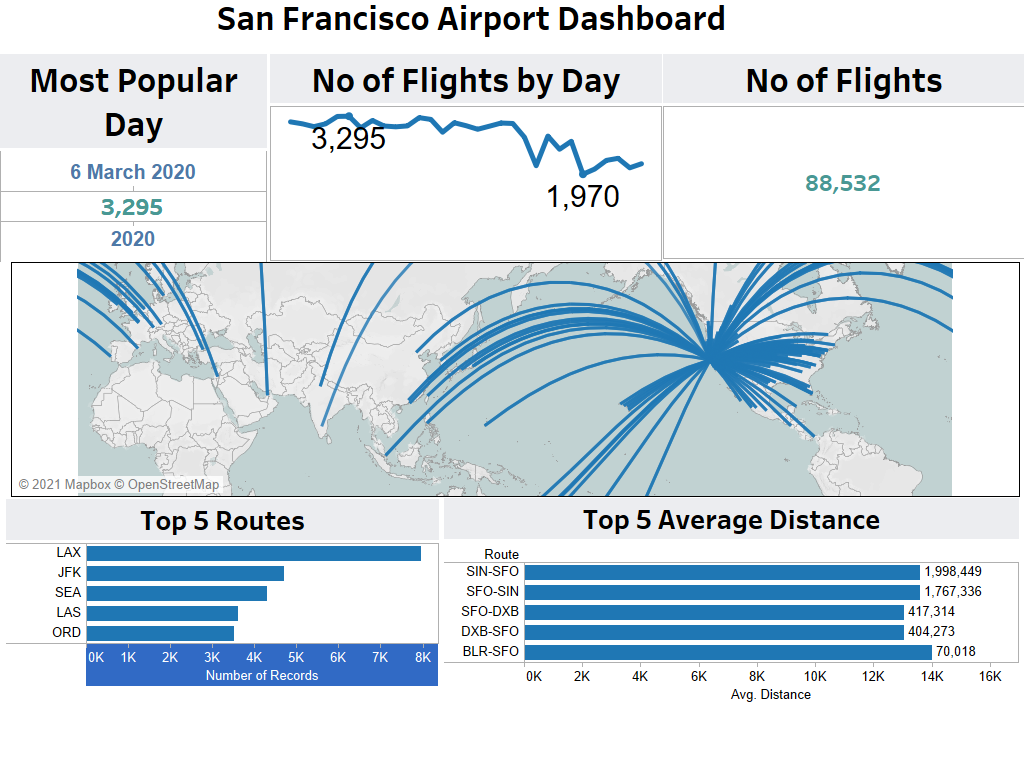 San Francisco Airport Dashboard
Most Popular
Day
No of Flights by Day
No of Flights
6 March 2020
3,295
2020
3,295
1,970
88,532
© 2021 Mapbox © OpenStreetMap
Top 5 Routes
LAX
JFK
SEA
LAS
ORD
0K 1K 2K 3K 4K 5K 6K 7K 8K
Number of Records
Top 5 Average Distance
Route
SIN-SFO 1,998,449
SFO-SIN 1,767,336
SFO-DXB 417,314
DXB-SFO 404,273
BLR-SFO 70,018
0K 2K 4K 6K 8K 10K 12K 14K 16K
Avg. Distance